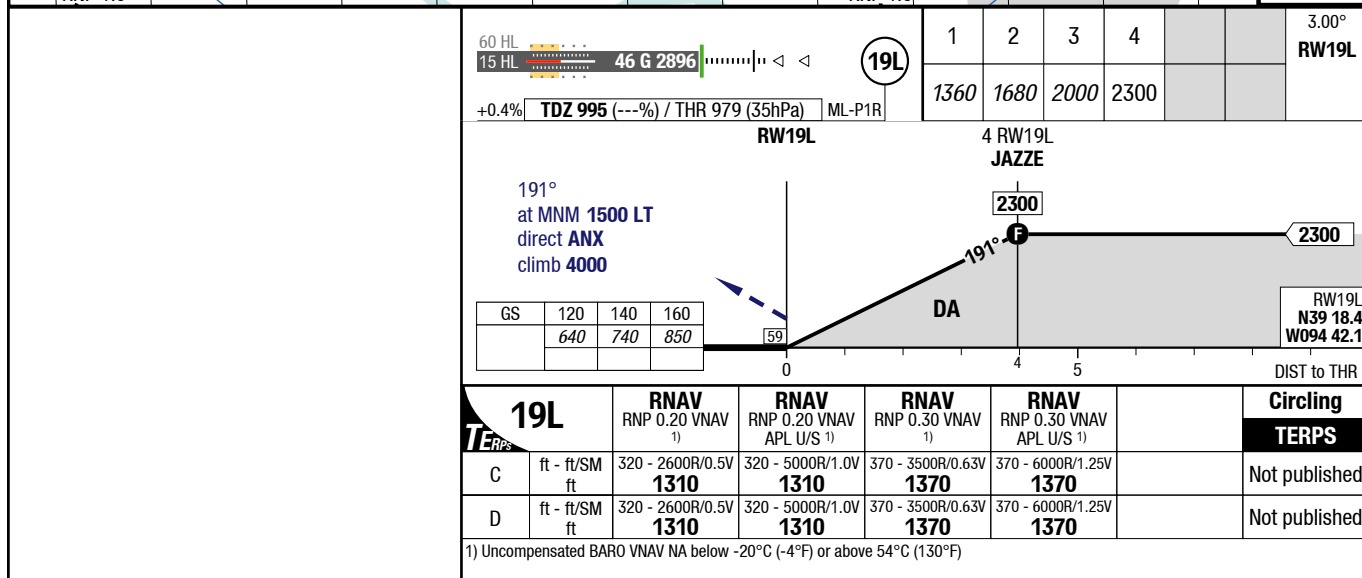 60 HL
15 HL 46 G 2896
19L
+0.4% TDZ 995 (---%) / THR 979 (35hPa) ML-P1R
1 2 3 4
1360 1680 2000 2300
3.00°
RW19L
RW19L
4 RW19L
JAZZE
191°
at MNM 1500 LT
direct ANX
climb 4000
2300
F
2300
191°
DA
RW19L
N39 18.4
W094 42.1
GS 120 140 160
640 740 850
59
0 4 5 DIST to THR
TERPs 19L
RNAV
RNP 0.20 VNAV
1)
RNAV
RNP 0.20 VNAV
APL U/S 1)
RNAV
RNP 0.30 VNAV
1)
RNAV
RNP 0.30 VNAV
APL U/S 1)
Circling
TERPS
C ft - ft/SM 320 - 2600R/0.5V 320 - 5000R/1.0V 370 - 3500R/0.63V 370 - 6000R/1.25V Not published
ft 1310 1310 1370 1370
D ft - ft/SM 320 - 2600R/0.5V 320 - 5000R/1.0V 370 - 3500R/0.63V 370 - 6000R/1.25V Not published
ft 1310 1310 1370 1370
1) Uncompensated BARO VNAV NA below -20°C (-4°F) or above 54°C (130°F)